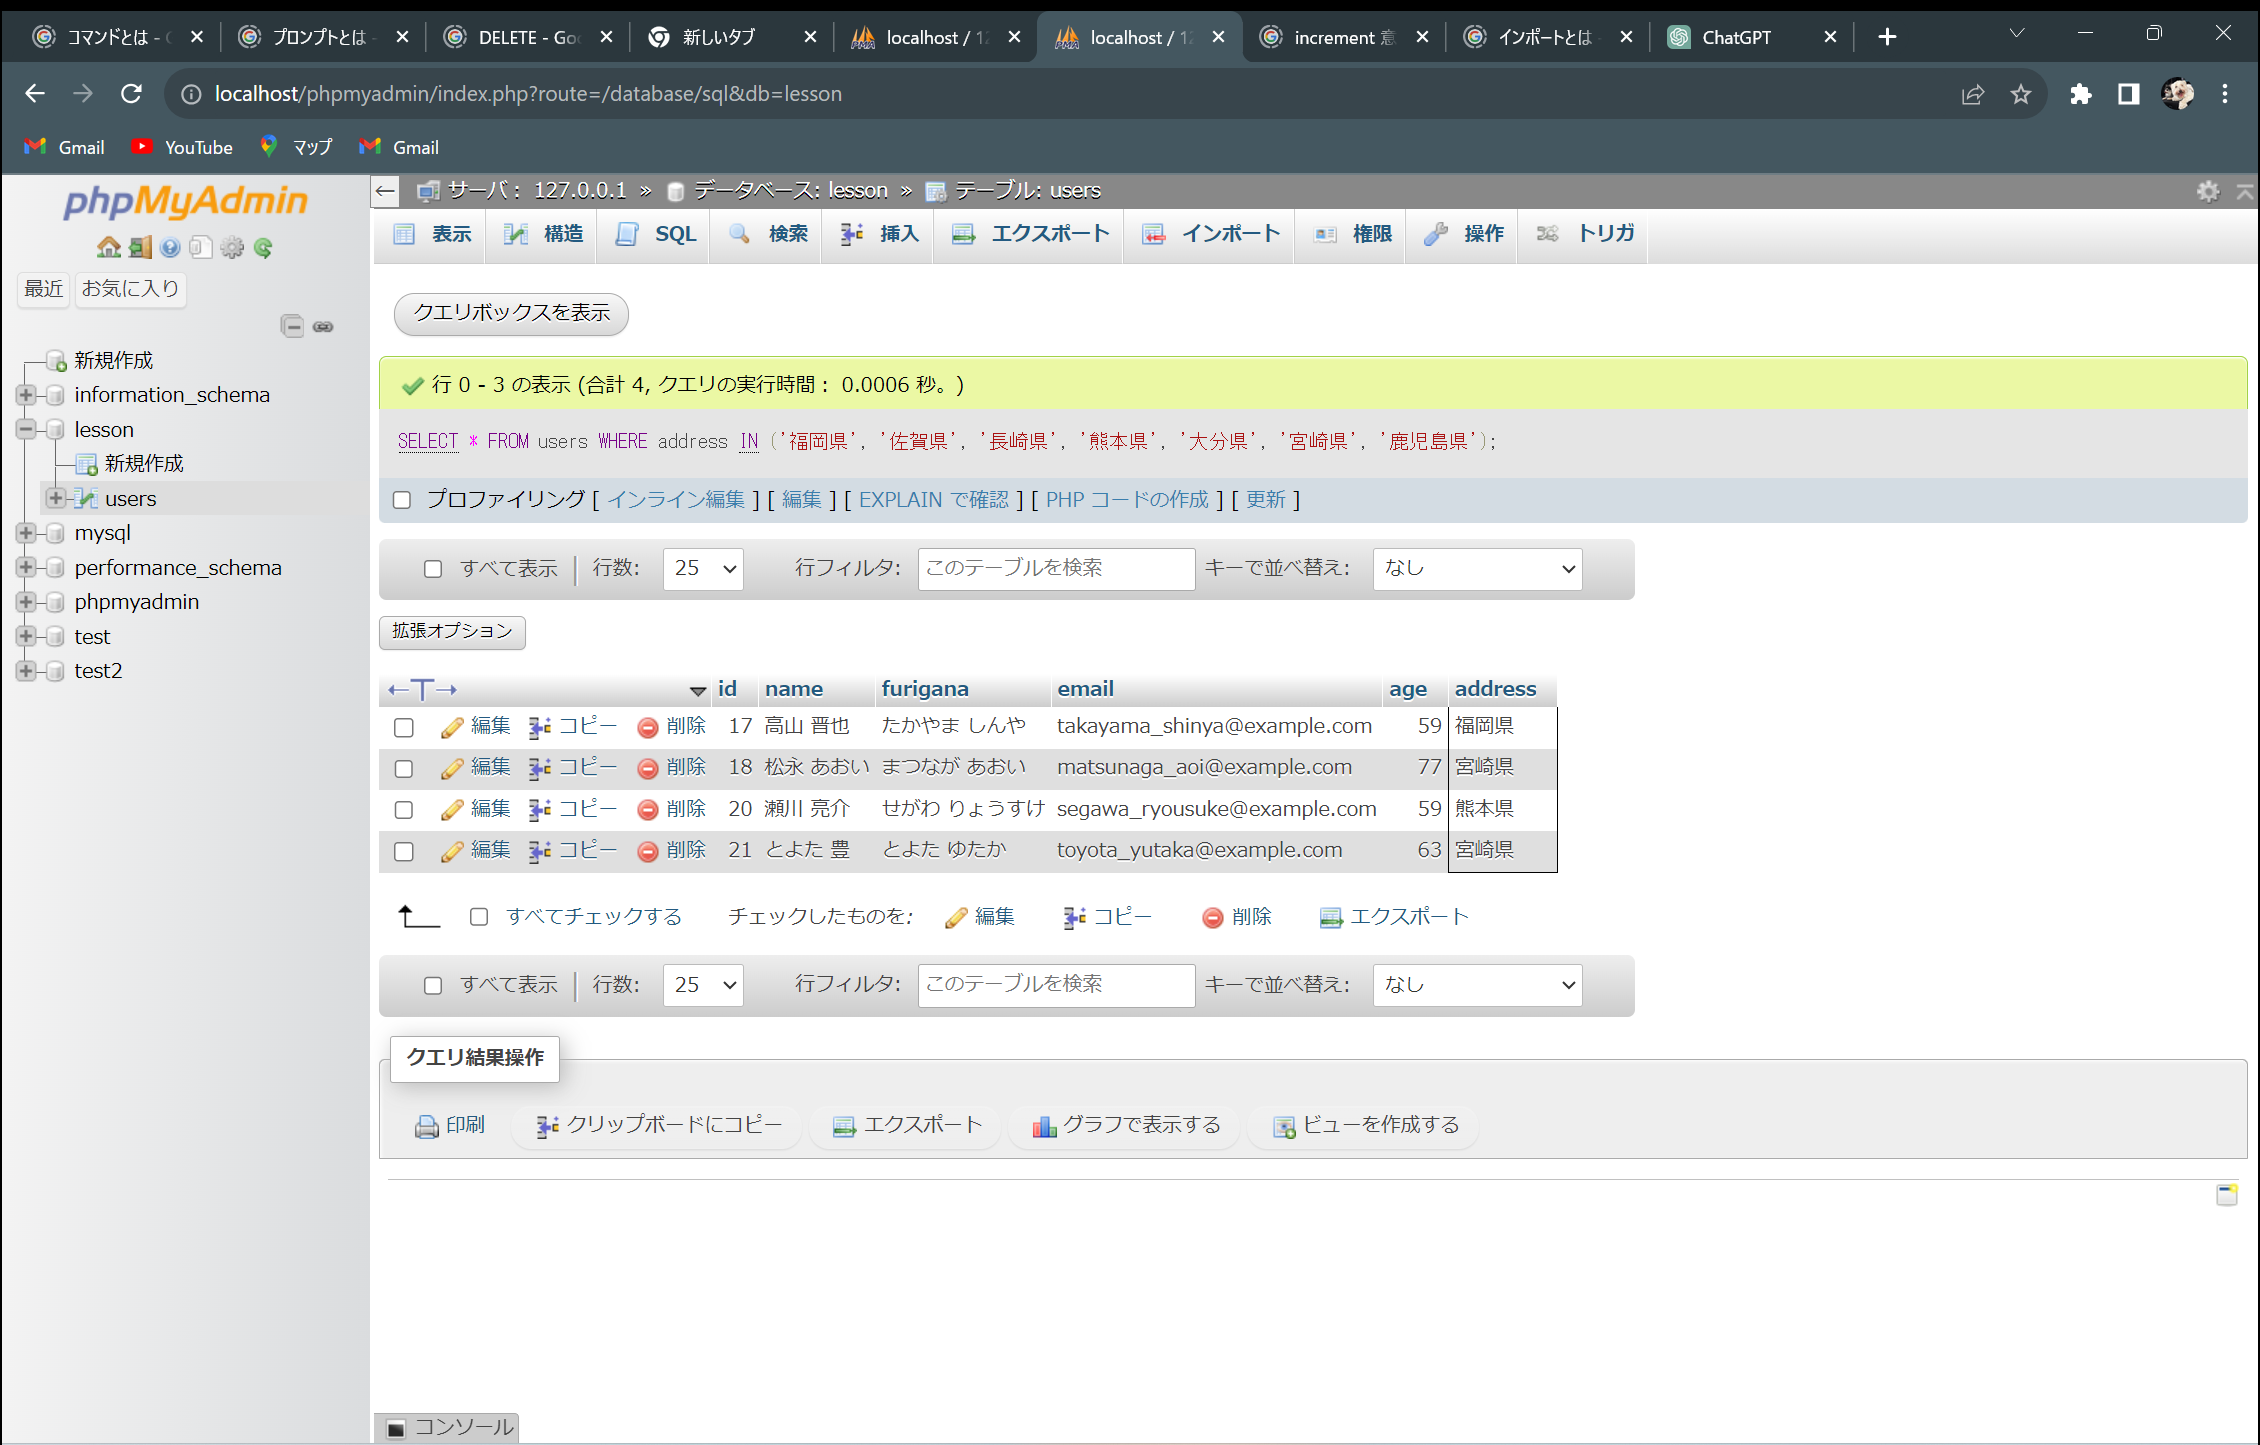 コマンドとは - プロンプトとは - DELETE - Goo 新しいタブ localhost / 12 localhost / 12 increment 意 インポートとは ChatGPT
localhost/phpmyadmin/index.php?route=/database/sql&db=lesson
Gmail YouTube マップ Gmail
phpMyAdmin
最近 お気に入り
新規作成
information_schema
lesson
新規作成
users
mysql
performance_schema
phpmyadmin
test
test2
サーバ: 127.0.0.1 » データベース: lesson » テーブル: users
表示 構造 SQL 検索 挿入 エクスポート インポート 権限 操作 トリガ
クエリボックスを表示
行 0 - 3 の表示 (合計 4, クエリの実行時間: 0.0006 秒。)
SELECT * FROM users WHERE address IN ('福岡県', '佐賀県', '長崎県', '熊本県', '大分県', '宮崎県', '鹿児島県');
プロファイリング [ インライン編集 ] [ 編集 ] [ EXPLAIN で確認 ] [ PHP コードの作成 ] [ 更新 ]
すべて表示 行数: 25 行フィルタ: このテーブルを検索 キーで並べ替え: なし
拡張オプション
←T→ id name furigana email age address
編集 コピー 削除 17 高山 晋也 たかやま しんや takayama_shinya@example.com 59 福岡県
編集 コピー 削除 18 松永 あおい まつなが あおい matsunaga_aoi@example.com 77 宮崎県
編集 コピー 削除 20 瀬川 亮介 せがわ りょうすけ segawa_ryousuke@example.com 59 熊本県
編集 コピー 削除 21 とよた 豊 とよた ゆたか toyota_yutaka@example.com 63 宮崎県
すべてチェックする チェックしたものを: 編集 コピー 削除 エクスポート
すべて表示 行数: 25 行フィルタ: このテーブルを検索 キーで並べ替え: なし
クエリ結果操作
印刷 クリップボードにコピー エクスポート グラフで表示する ビューを作成する
コンソール